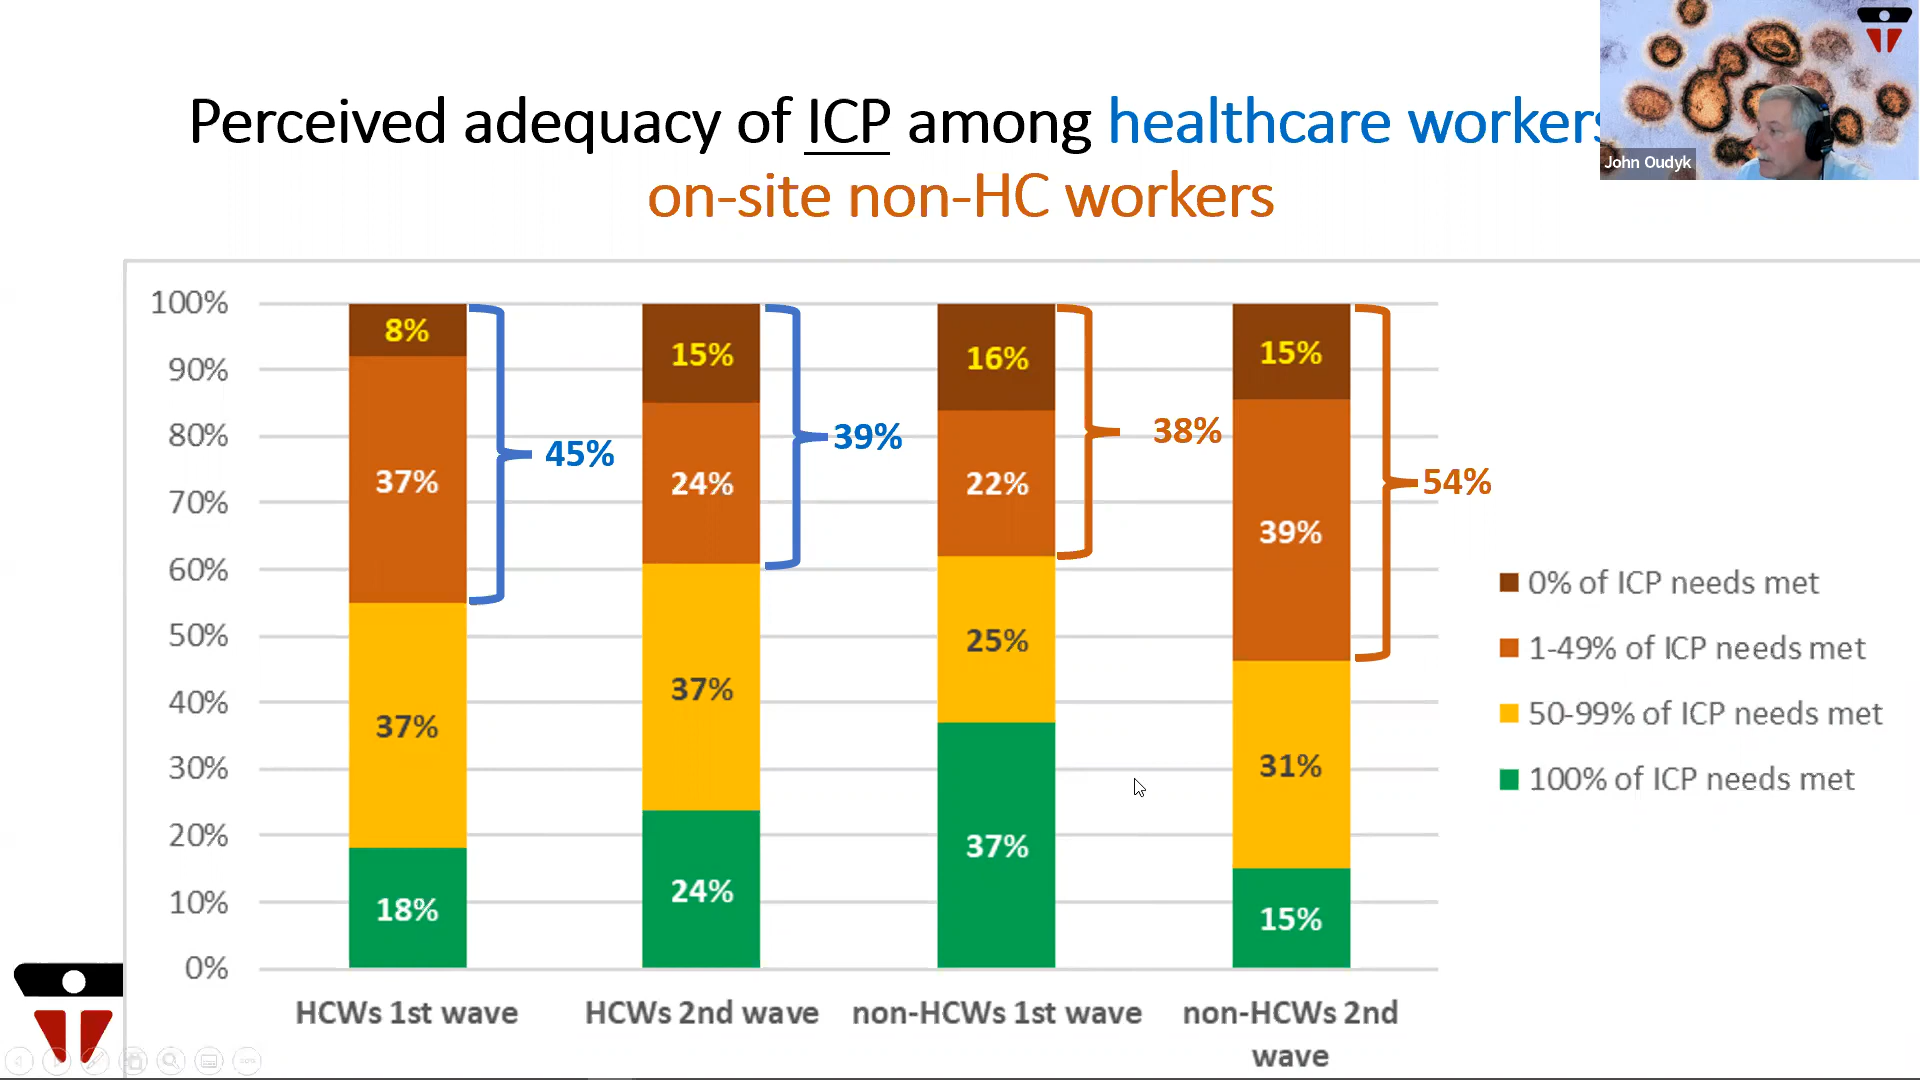 Perceived adequacy of ICP among healthcare workers
on-site non-HC workers
John Oudyk
100%
90%
80%
70%
60%
50%
40%
30%
20%
10%
0%
8%
37%
37%
18%
45%
15%
24%
37%
24%
39%
16%
22%
25%
37%
38%
15%
39%
31%
15%
54%
HCWs 1st wave
HCWs 2nd wave
non-HCWs 1st wave
non-HCWs 2nd
wave
0% of ICP needs met
1-49% of ICP needs met
50-99% of ICP needs met
100% of ICP needs met